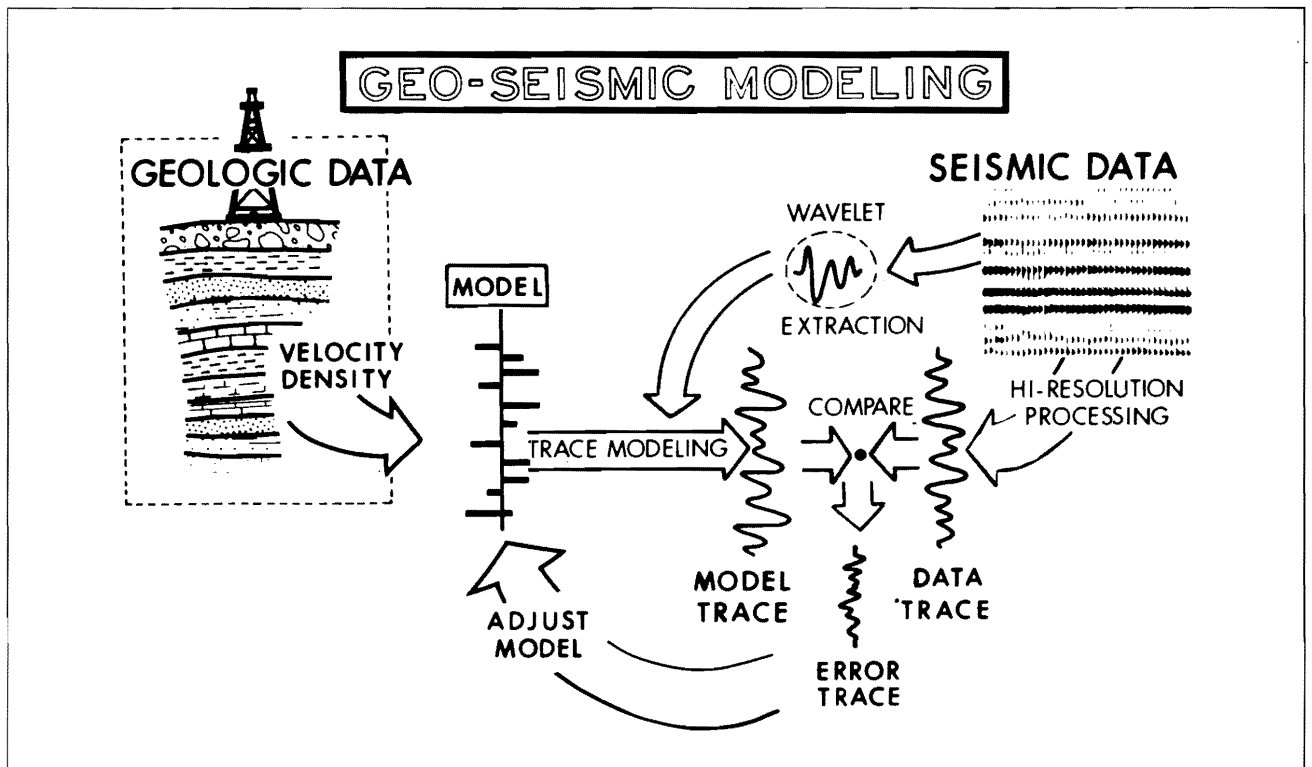 GEO-SEISMIC MODELING
GEOLOGIC DATA
SEISMIC DATA
WAVELET
EXTRACTION
MODEL
VELOCITY
DENSITY
HI-RESOLUTION
PROCESSING
COMPARE
TRACE MODELING
MODEL
TRACE
DATA
TRACE
ADJUST
MODEL
ERROR
TRACE